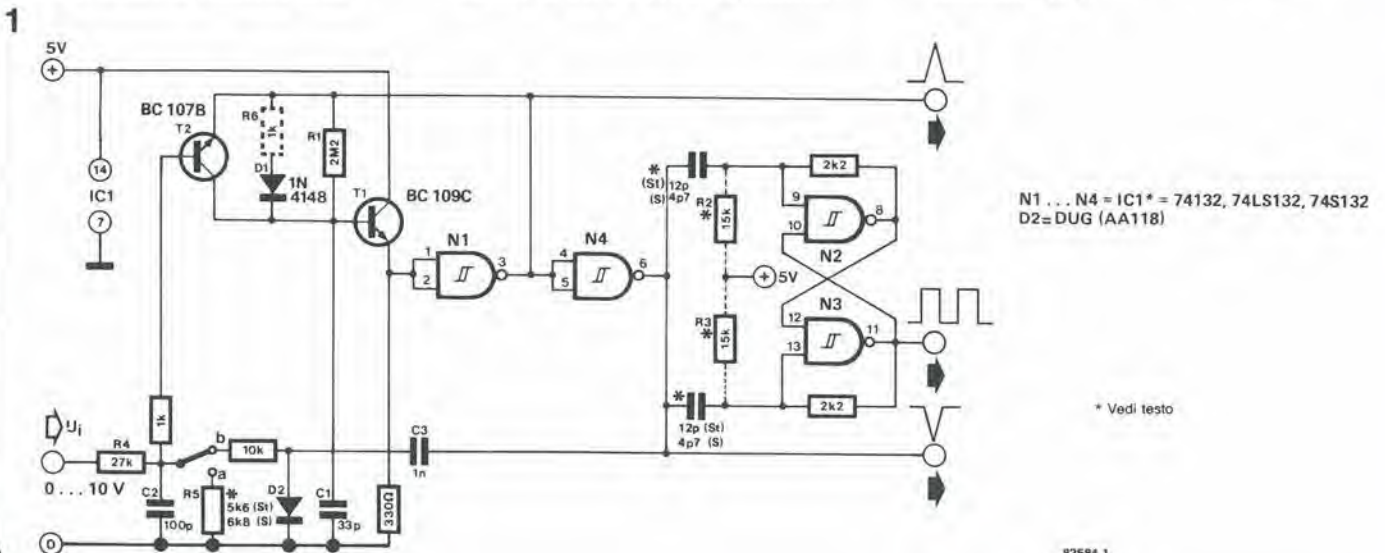 1
5V
+
BC 107B
T2
R6
1k
R1
2M2
D1
1N
4148
T1
BC 109C
14
IC1
7
N1
1
2
3
N4
4
5
6
*
(St) 12p
(S) 4p7
R2
*
15k
+ 5V
R3
*
15k
*
12p (St)
4p7 (S)
2k2
9
10
8
N2
N3
12
13
11
2k2
N1 ... N4 = IC1* = 74132, 74LS132, 74S132
D2 = DUG (AA118)
* Vedi testo
1k
Ui
R4
27k
0 ... 10 V
b
a
10k
C3
1n
C2
100p
R5
*
5k6 (St)
6k8 (S)
D2
C1
33p
330Ω
0
82584 1